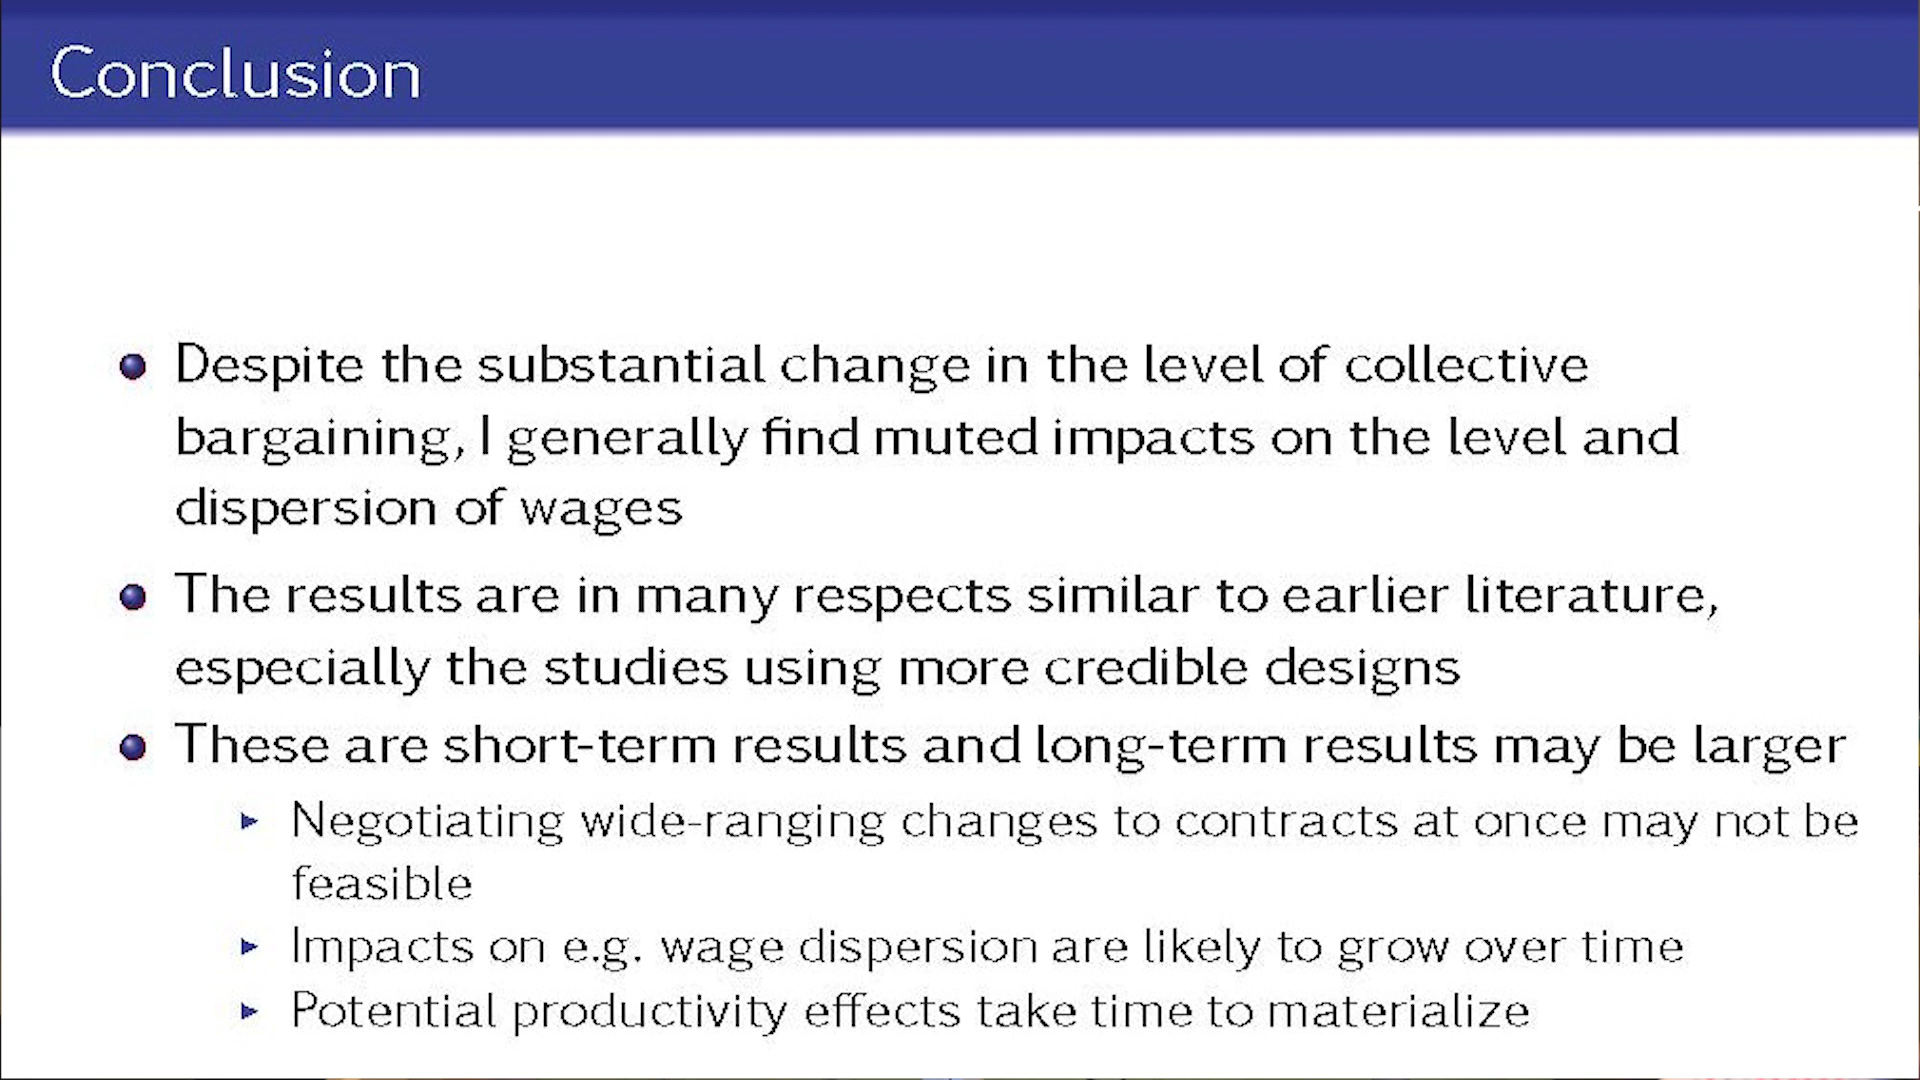 Conclusion
Despite the substantial change in the level of collective
bargaining, I generally find muted impacts on the level and
dispersion of wages
The results are in many respects similar to earlier literature,
especially the studies using more credible designs
These are short-term results and long-term results may be larger
Negotiating wide-ranging changes to contracts at once may not be
feasible
Impacts on e.g. wage dispersion are likely to grow over time
Potential productivity effects take time to materialize